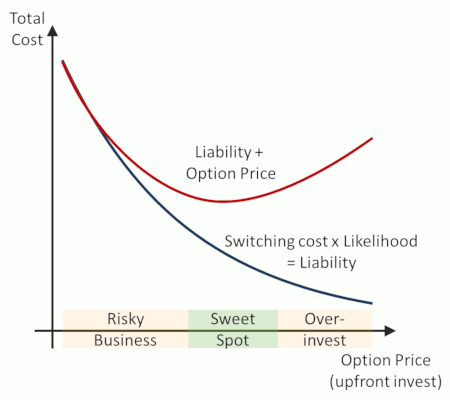 Total
Cost
Liability +
Option Price
Switching cost x Likelihood
= Liability
Risky
Business
Sweet
Spot
Over-
invest
Option Price
(upfront invest)